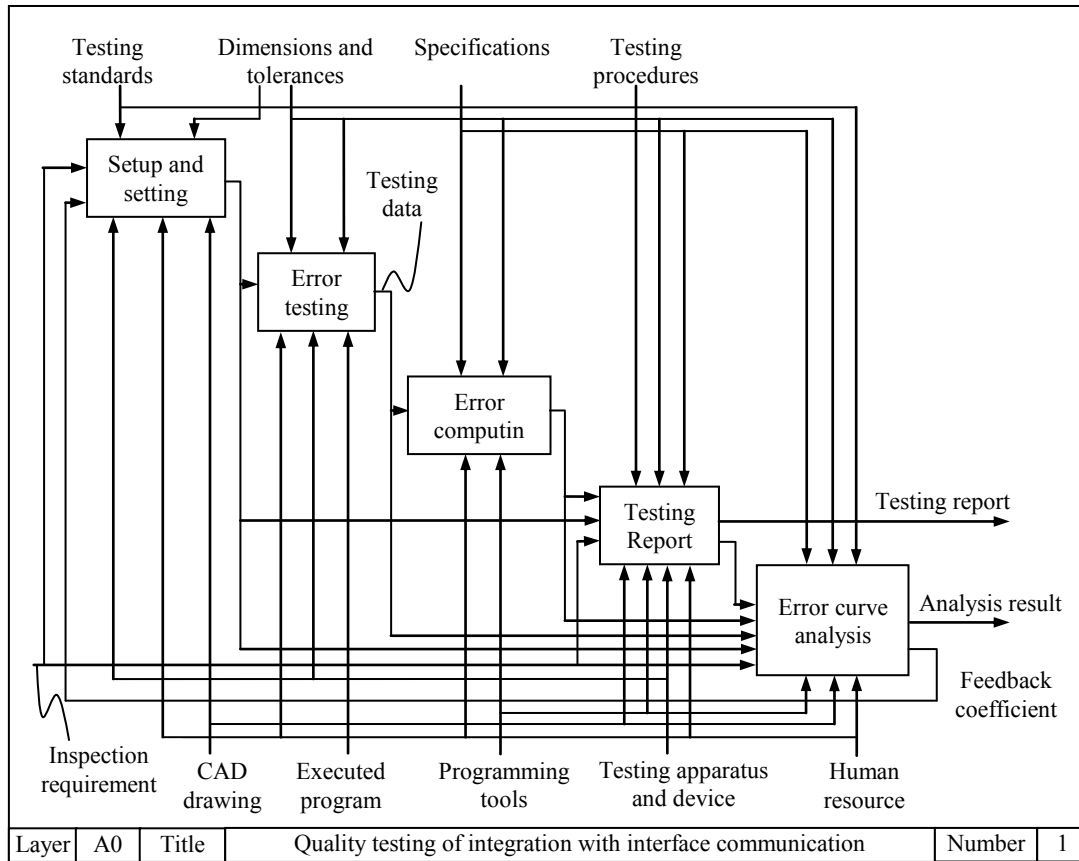 Testing
standards
Dimensions and
tolerances
Specifications
Testing
procedures
Setup and
setting
Testing
data
Error
testing
Error
computin
Testing
Report
Testing report
Error curve
analysis
Analysis result
Feedback
coefficient
Inspection
requirement
CAD
drawing
Executed
program
Programming
tools
Testing apparatus
and device
Human
resource
Layer A0 Title Quality testing of integration with interface communication Number 1